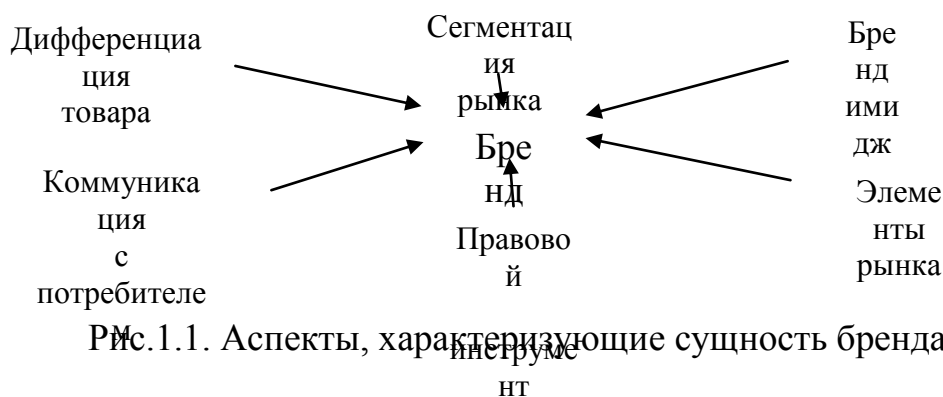 Дифференциа
ция
товара
Сегментац
ия
рынка
Бре
нд
ими
дж
Бре
нд
Коммуника
ция
с
потребителе
м
Правово
й
инструме
нт
Элеме
нты
рынка
Рис.1.1. Аспекты, характеризующие сущность бренда